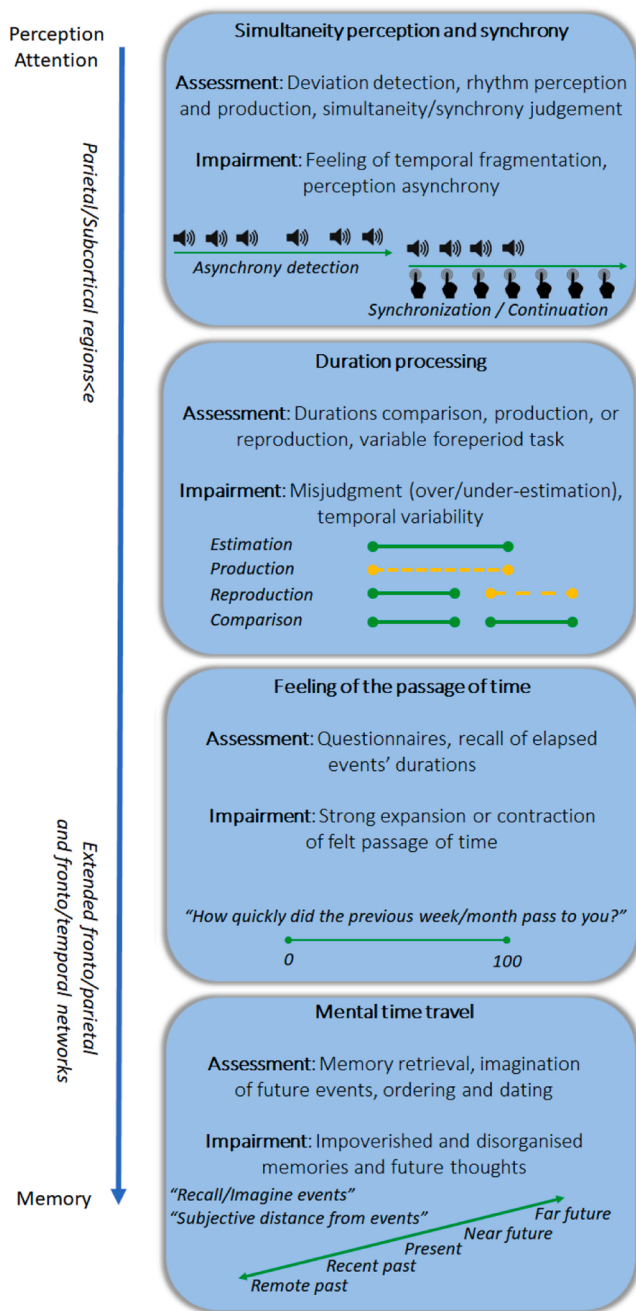 Perception
Attention
Parietal/Subcortical regions<e
Extended fronto/parietal
and fronto/temporal networks
Memory
Simultaneity perception and synchrony
Assessment: Deviation detection, rhythm perception
and production, simultaneity/synchrony judgement
Impairment: Feeling of temporal fragmentation,
perception asynchrony
Asynchrony detection
Synchronization / Continuation
Duration processing
Assessment: Durations comparison, production, or
reproduction, variable foreperiod task
Impairment: Misjudgment (over/under-estimation),
temporal variability
Estimation
Production
Reproduction
Comparison
Feeling of the passage of time
Assessment: Questionnaires, recall of elapsed
events’ durations
Impairment: Strong expansion or contraction
of felt passage of time
“How quickly did the previous week/month pass to you?”
0 100
Mental time travel
Assessment: Memory retrieval, imagination
of future events, ordering and dating
Impairment: Impoverished and disorganised
memories and future thoughts
“Recall/Imagine events”
“Subjective distance from events”
Far future
Near future
Present
Recent past
Remote past